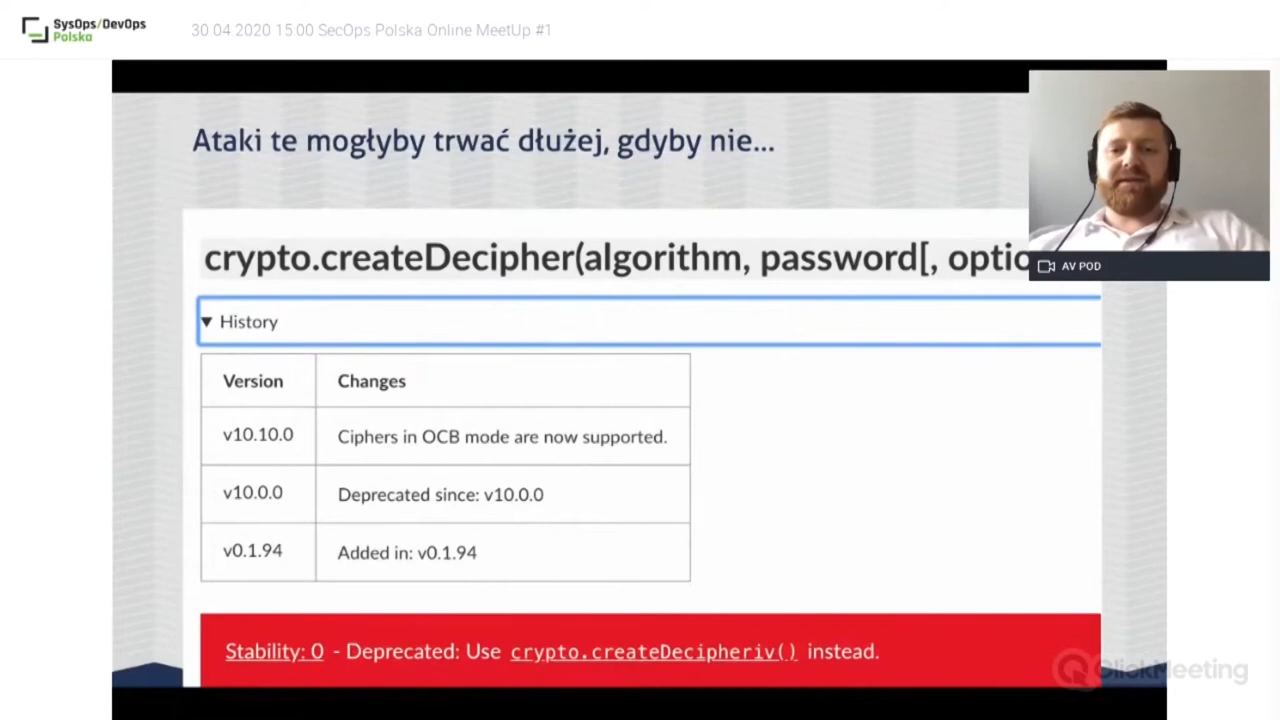 SysOps/DevOps
Polska
30 04 2020 15:00 SecOps Polska Online MeetUp #1
Ataki te mogłyby trwać dłużej, gdyby nie...
crypto.createDecipher(algorithm, password[, optio
AV POD
▼ History
Version Changes
v10.10.0 Ciphers in OCB mode are now supported.
v10.0.0 Deprecated since: v10.0.0
v0.1.94 Added in: v0.1.94
Stability: 0 - Deprecated: Use crypto.createDecipheriv() instead.
ClickMeeting